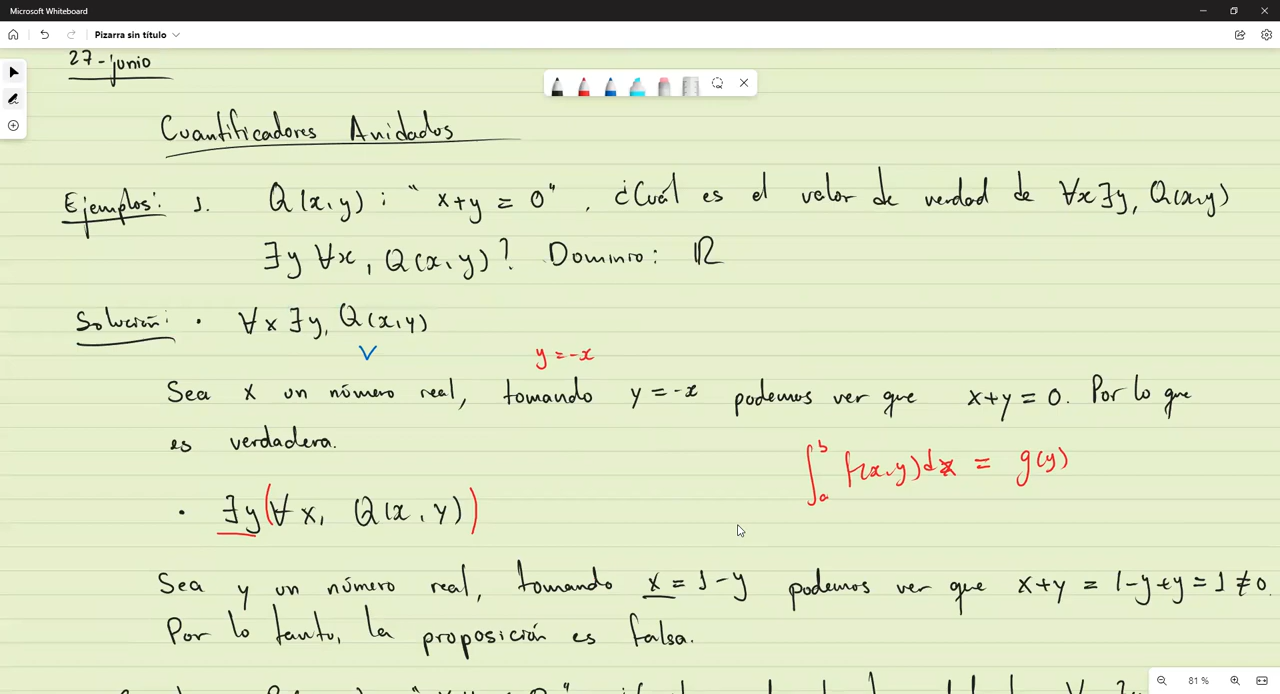 Microsoft Whiteboard
Pizarra sin título
27-junio
Cuantificadores Anidados
Ejemplos: 1. Q(x,y) : "x+y = 0", ¿Cuál es el valor de verdad de ∀x∃y, Q(x,y)
∃y ∀x, Q(x,y)? Dominio: ℝ
Solución: • ∀x ∃y, Q(x,y)
V
y = -x
Sea x un número real, tomando y = -x podemos ver que x+y = 0. Por lo que
es verdadera.
∫_a^b f(x,y)dx = g(y)
• ∃y(∀x, Q(x,y))
Sea y un número real, tomando x = 1-y podemos ver que x+y = 1-y+y = 1 ≠ 0.
Por lo tanto, la proposición es falsa.
81 %